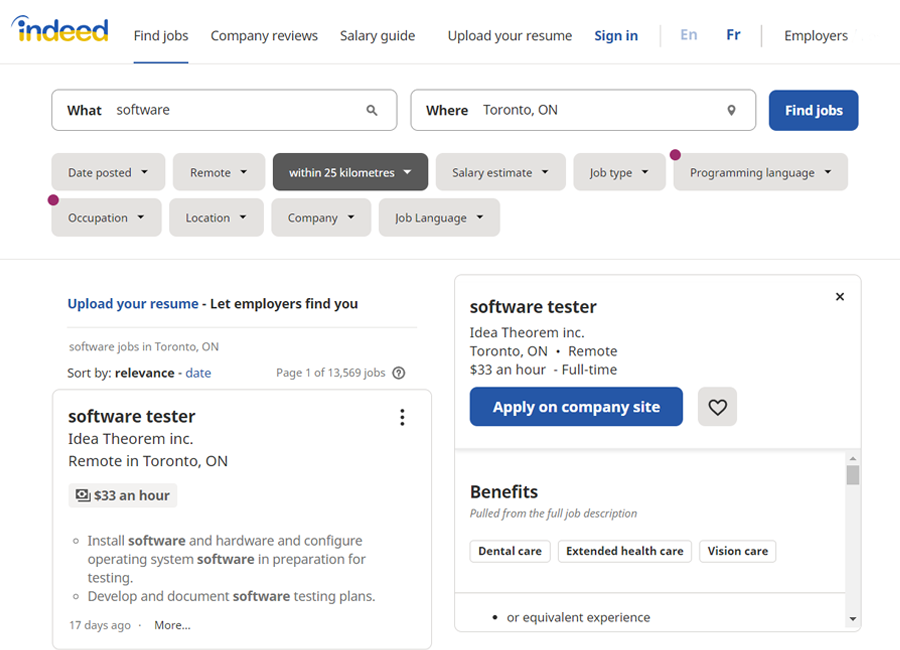 indeed
Find jobs Company reviews Salary guide Upload your resume Sign in En Fr Employers
What software Where Toronto, ON Find jobs
Date posted Remote within 25 kilometres Salary estimate Job type Programming language
Occupation Location Company Job Language
Upload your resume - Let employers find you
software jobs in Toronto, ON
Sort by: relevance - date Page 1 of 13,569 jobs ?
software tester
Idea Theorem inc.
Remote in Toronto, ON
$33 an hour
Install software and hardware and configure
operating system software in preparation for
testing.
Develop and document software testing plans.
17 days ago · More...
software tester
Idea Theorem inc.
Toronto, ON • Remote
$33 an hour - Full-time
Apply on company site
Benefits
Pulled from the full job description
Dental care Extended health care Vision care
• or equivalent experience